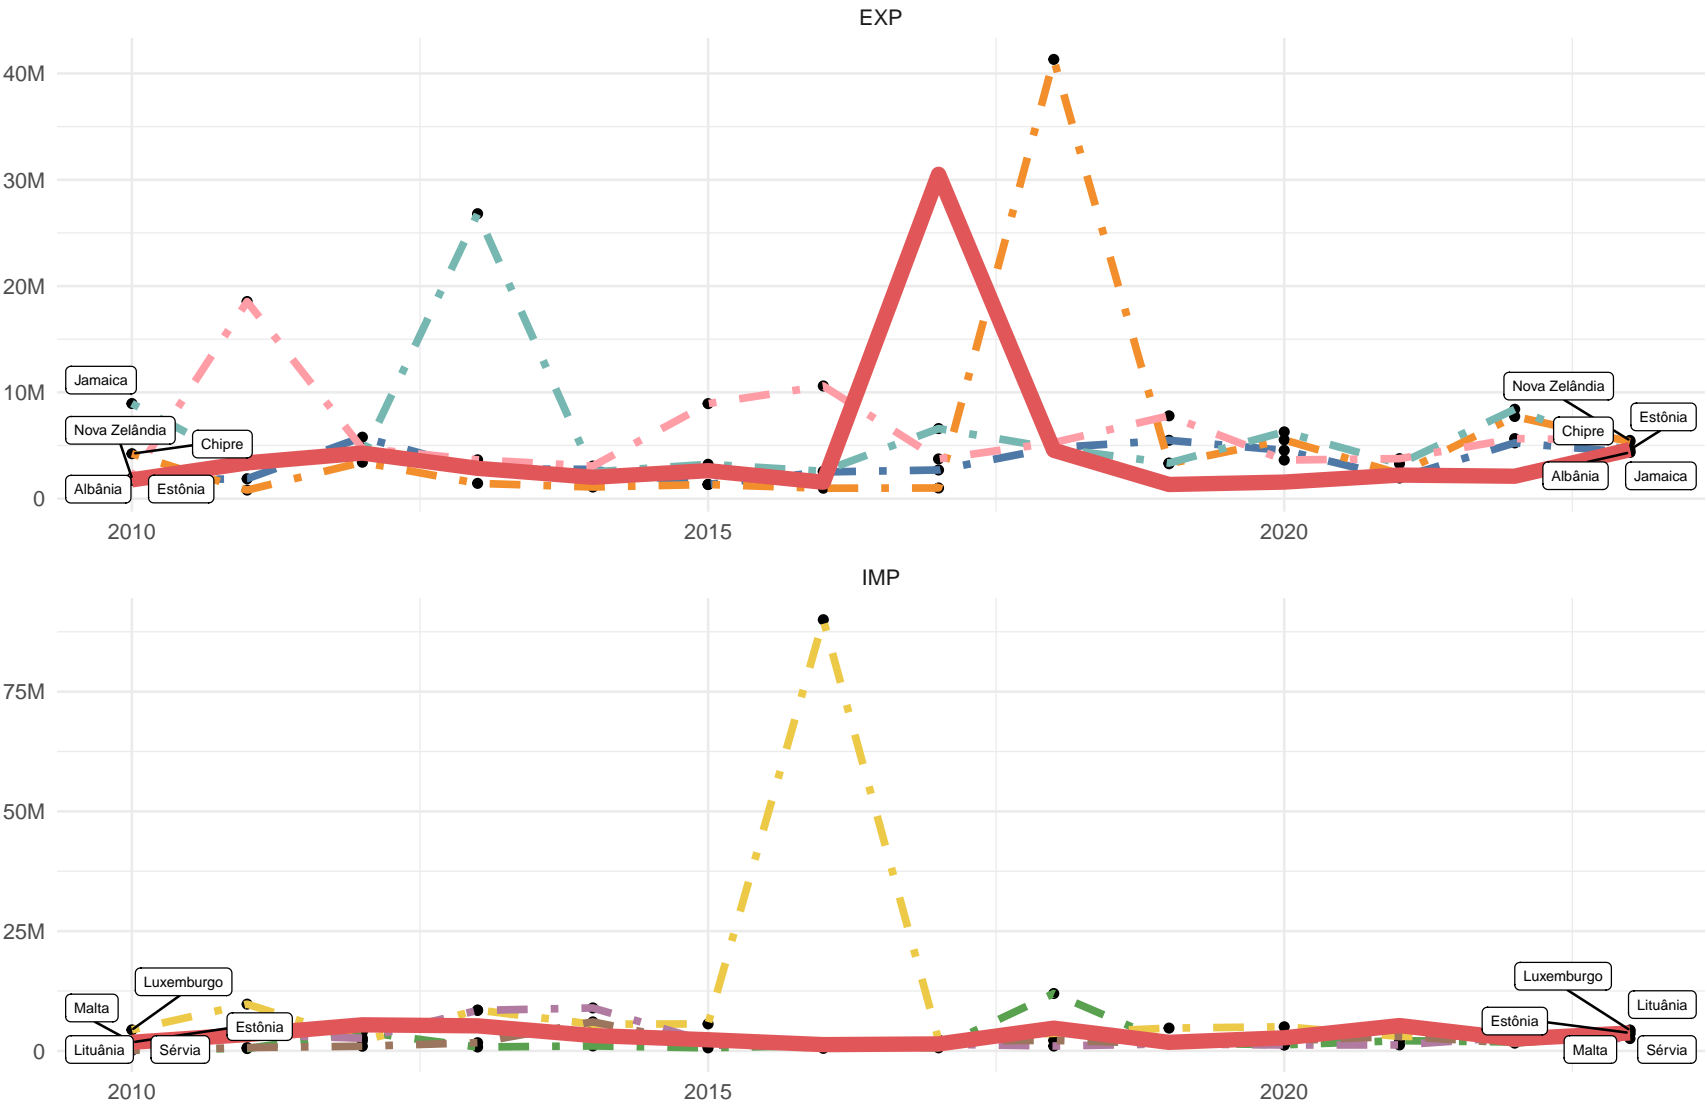 EXP
40M
30M
20M
10M
0
Jamaica
Nova Zelândia
Chipre
Albânia
Estônia
Nova Zelândia
Estônia
Chipre
Albânia
Jamaica
2010
2015
2020
IMP
75M
50M
25M
0
Luxemburgo
Malta
Estônia
Lituânia
Sérvia
Luxemburgo
Lituânia
Estônia
Malta
Sérvia
2010
2015
2020